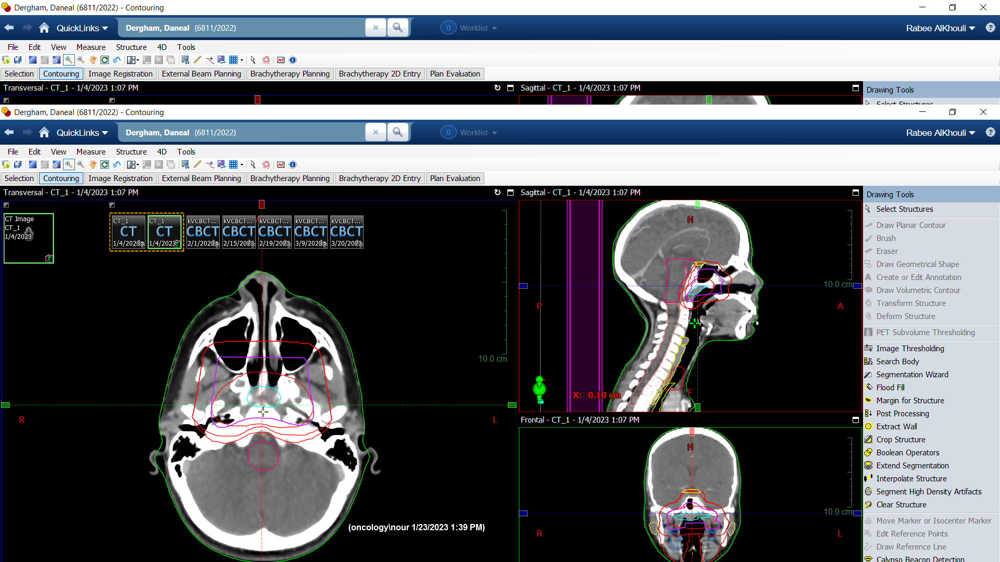 Dergham, Daneal (6811/2022) - Contouring
QuickLinks Dergham, Daneal (6811/2022) 0 Worklist Rabee AlKhouli
File Edit View Measure Structure 4D Tools
Selection Contouring Image Registration External Beam Planning Brachytherapy Planning Brachytherapy 2D Entry Plan Evaluation
Transversal - CT_1 - 1/4/2023 1:07 PM
Sagittal - CT_1 - 1/4/2023 1:07 PM
Drawing Tools
Select Structures
Dergham, Daneal (6811/2022) - Contouring
QuickLinks Dergham, Daneal (6811/2022) 0 Worklist Rabee AlKhouli
File Edit View Measure Structure 4D Tools
Selection Contouring Image Registration External Beam Planning Brachytherapy Planning Brachytherapy 2D Entry Plan Evaluation
Transversal - CT_1 - 1/4/2023 1:07 PM
CT Image
CT_1
1/4/2023
CT_1
CT
1/4/2023
CT_1
CT
1/4/2023
kVCBCT...
CBCT
2/1/2023
kVCBCT...
CBCT
2/15/2023
kVCBCT...
CBCT
2/19/2023
kVCBCT...
CBCT
3/9/2023
kVCBCT...
CBCT
3/20/2023
10.0 cm
R
L
(oncology\nour 1/23/2023 1:39 PM)
Sagittal - CT_1 - 1/4/2023 1:07 PM
H
10.0 cm
P
A
X: -0.10 cm
F
Frontal - CT_1 - 1/4/2023 1:07 PM
H
10.0 cm
R
L
Drawing Tools
Select Structures
Draw Planar Contour
Brush
Eraser
Draw Geometrical Shape
Create or Edit Annotation
Draw Volumetric Contour
Transform Structure
Deform Structure
PET Subvolume Thresholding
Image Thresholding
Search Body
Segmentation Wizard
Flood Fill
Margin for Structure
Post Processing
Extract Wall
Crop Structure
Boolean Operators
Extend Segmentation
Interpolate Structure
Segment High Density Artifacts
Clear Structure
Move Marker or Isocenter Marker
Edit Reference Points
Draw Reference Line
Calypso Beacon Detection